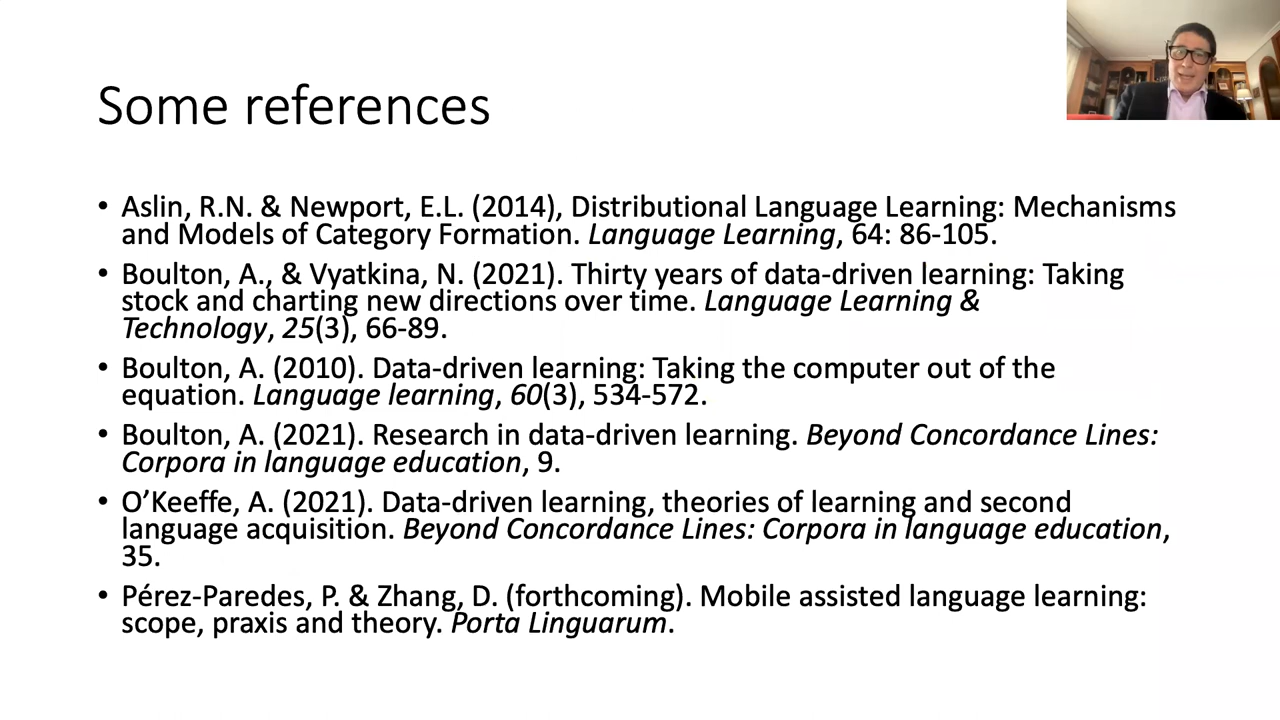 Some references
• Aslin, R.N. & Newport, E.L. (2014), Distributional Language Learning: Mechanisms
and Models of Category Formation. Language Learning, 64: 86-105.
• Boulton, A., & Vyatkina, N. (2021). Thirty years of data-driven learning: Taking
stock and charting new directions over time. Language Learning &
Technology, 25(3), 66-89.
• Boulton, A. (2010). Data-driven learning: Taking the computer out of the
equation. Language learning, 60(3), 534-572.
• Boulton, A. (2021). Research in data-driven learning. Beyond Concordance Lines:
Corpora in language education, 9.
• O’Keeffe, A. (2021). Data-driven learning, theories of learning and second
language acquisition. Beyond Concordance Lines: Corpora in language education,
35.
• Pérez-Paredes, P. & Zhang, D. (forthcoming). Mobile assisted language learning:
scope, praxis and theory. Porta Linguarum.